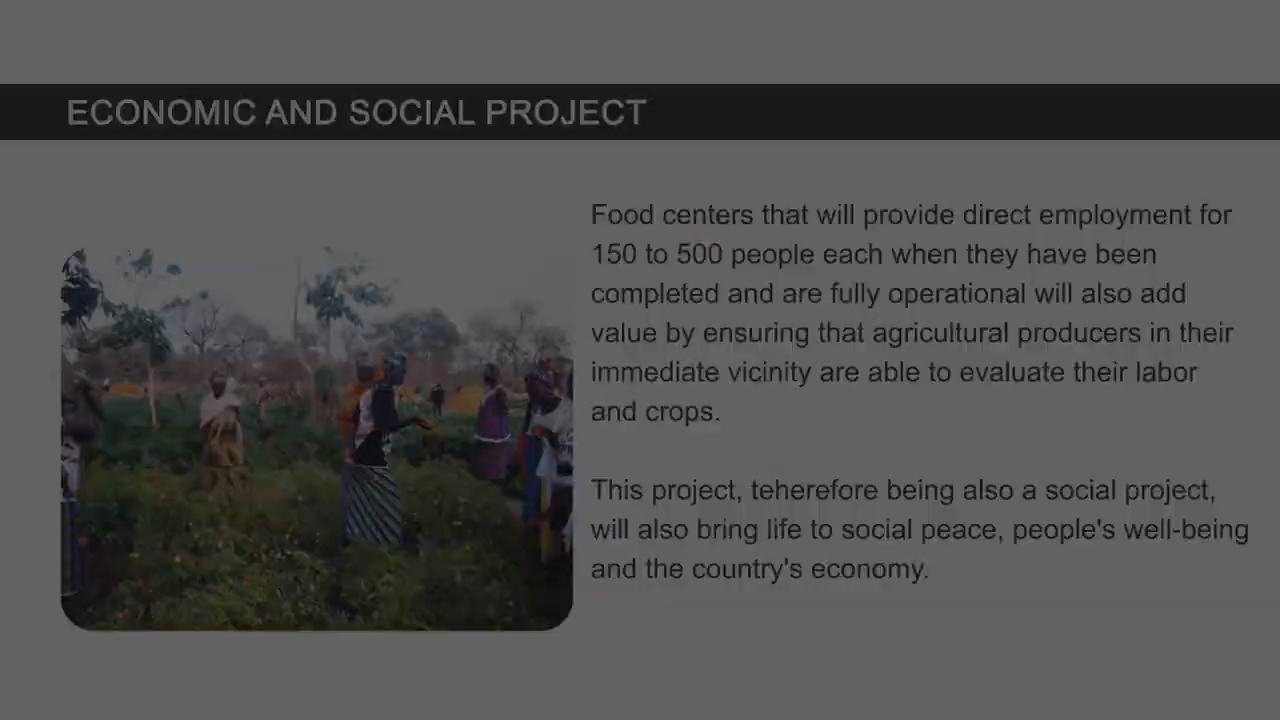 ECONOMIC AND SOCIAL PROJECT
Food centers that will provide direct employment for
150 to 500 people each when they have been
completed and are fully operational will also add
value by ensuring that agricultural producers in their
immediate vicinity are able to evaluate their labor
and crops.
This project, teherefore being also a social project,
will also bring life to social peace, people's well-being
and the country's economy.